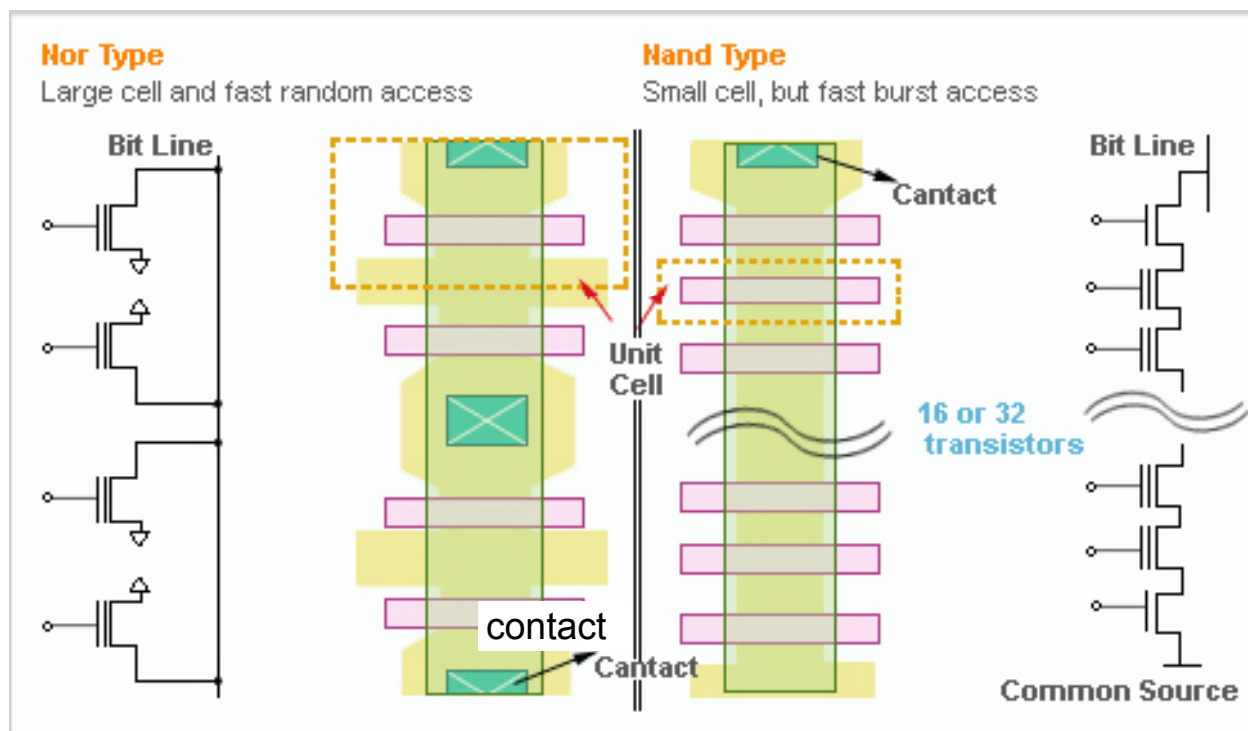 Nor Type
Large cell and fast random access
Bit Line
Nand Type
Small cell, but fast burst access
Bit Line
Cantact
Unit
Cell
16 or 32
transistors
contact
Cantact
Common Source